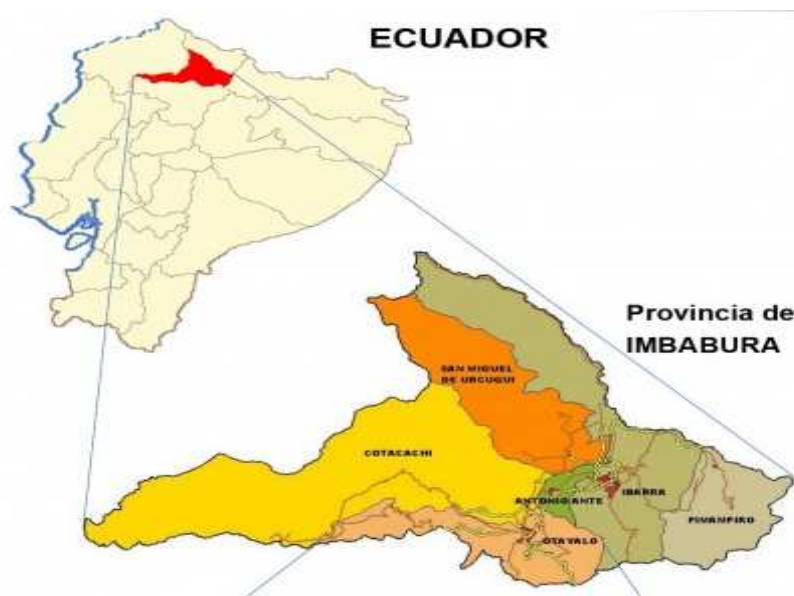 ECUADOR
Provincia de
IMBABURA
SAN MIGUEL
DE URCUQUI
COTACACHI
ANTONIO ANTE
IBARRA
PIMAMPIRO
OTAVALO